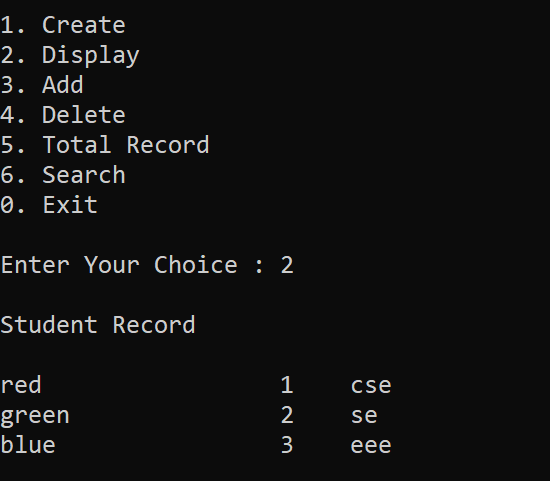 1. Create
2. Display
3. Add
4. Delete
5. Total Record
6. Search
0. Exit
Enter Your Choice : 2
Student Record
red 1 cse
green 2 se
blue 3 eee